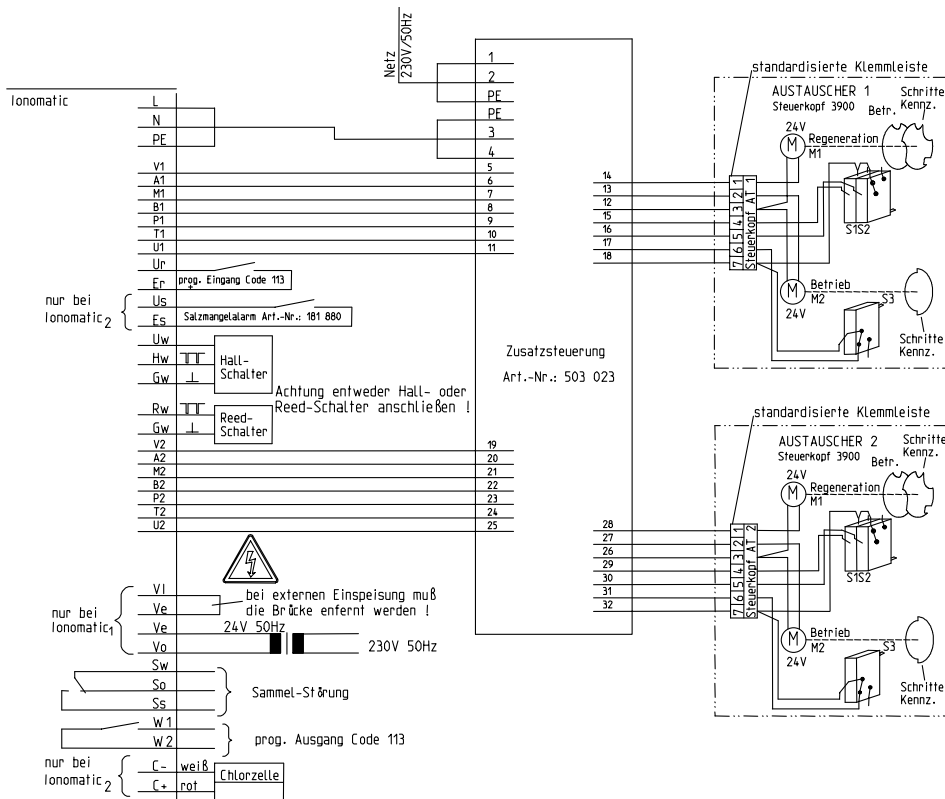 Netz
230V/50Hz
Ionomatic
L
N
PE
V1
A1
M1
B1
P1
T1
U1
Ur
Er
prog. Eingang Code 113
nur bei
Ionomatic2
Us
Es
Salzmangelalarm Art.-Nr.: 181 880
Uw
Hw
Gw
Hall-
Schalter
Achtung entweder Hall- oder
Reed-Schalter anschließen !
Rw
Gw
Reed-
Schalter
V2
A2
M2
B2
P2
T2
U2
nur bei
Ionomatic1
VI
Ve
Ve
Vo
bei externen Einspeisung muß
die Brücke enfernt werden !
24V 50Hz
230V 50Hz
Sw
So
Ss
Sammel-Störung
W1
W2
prog. Ausgang Code 113
nur bei
Ionomatic2
C-
C+
weiß
rot
Chlorzelle
1
2
PE
PE
3
4
5
6
7
8
9
10
11
Zusatzsteuerung
Art.-Nr.: 503 023
19
20
21
22
23
24
25
14
13
12
15
16
17
18
28
27
26
29
30
31
32
standardisierte Klemmleiste
AUSTAUSCHER 1
Steuerkopf 3900
Betr.
Schritte
Kennz.
24V
M
Regeneration
M1
1
2
3
4
5
6
7
Steuerkopf AT 1
S1S2
M
Betrieb
M2
24V
S3
Schritte
Kennz.
standardisierte Klemmleiste
AUSTAUSCHER 2
Steuerkopf 3900
Betr.
Schritte
Kennz.
24V
M
Regeneration
M1
1
2
3
4
5
6
7
Steuerkopf AT 2
S1S2
M
Betrieb
M2
24V
S3
Schritte
Kennz.